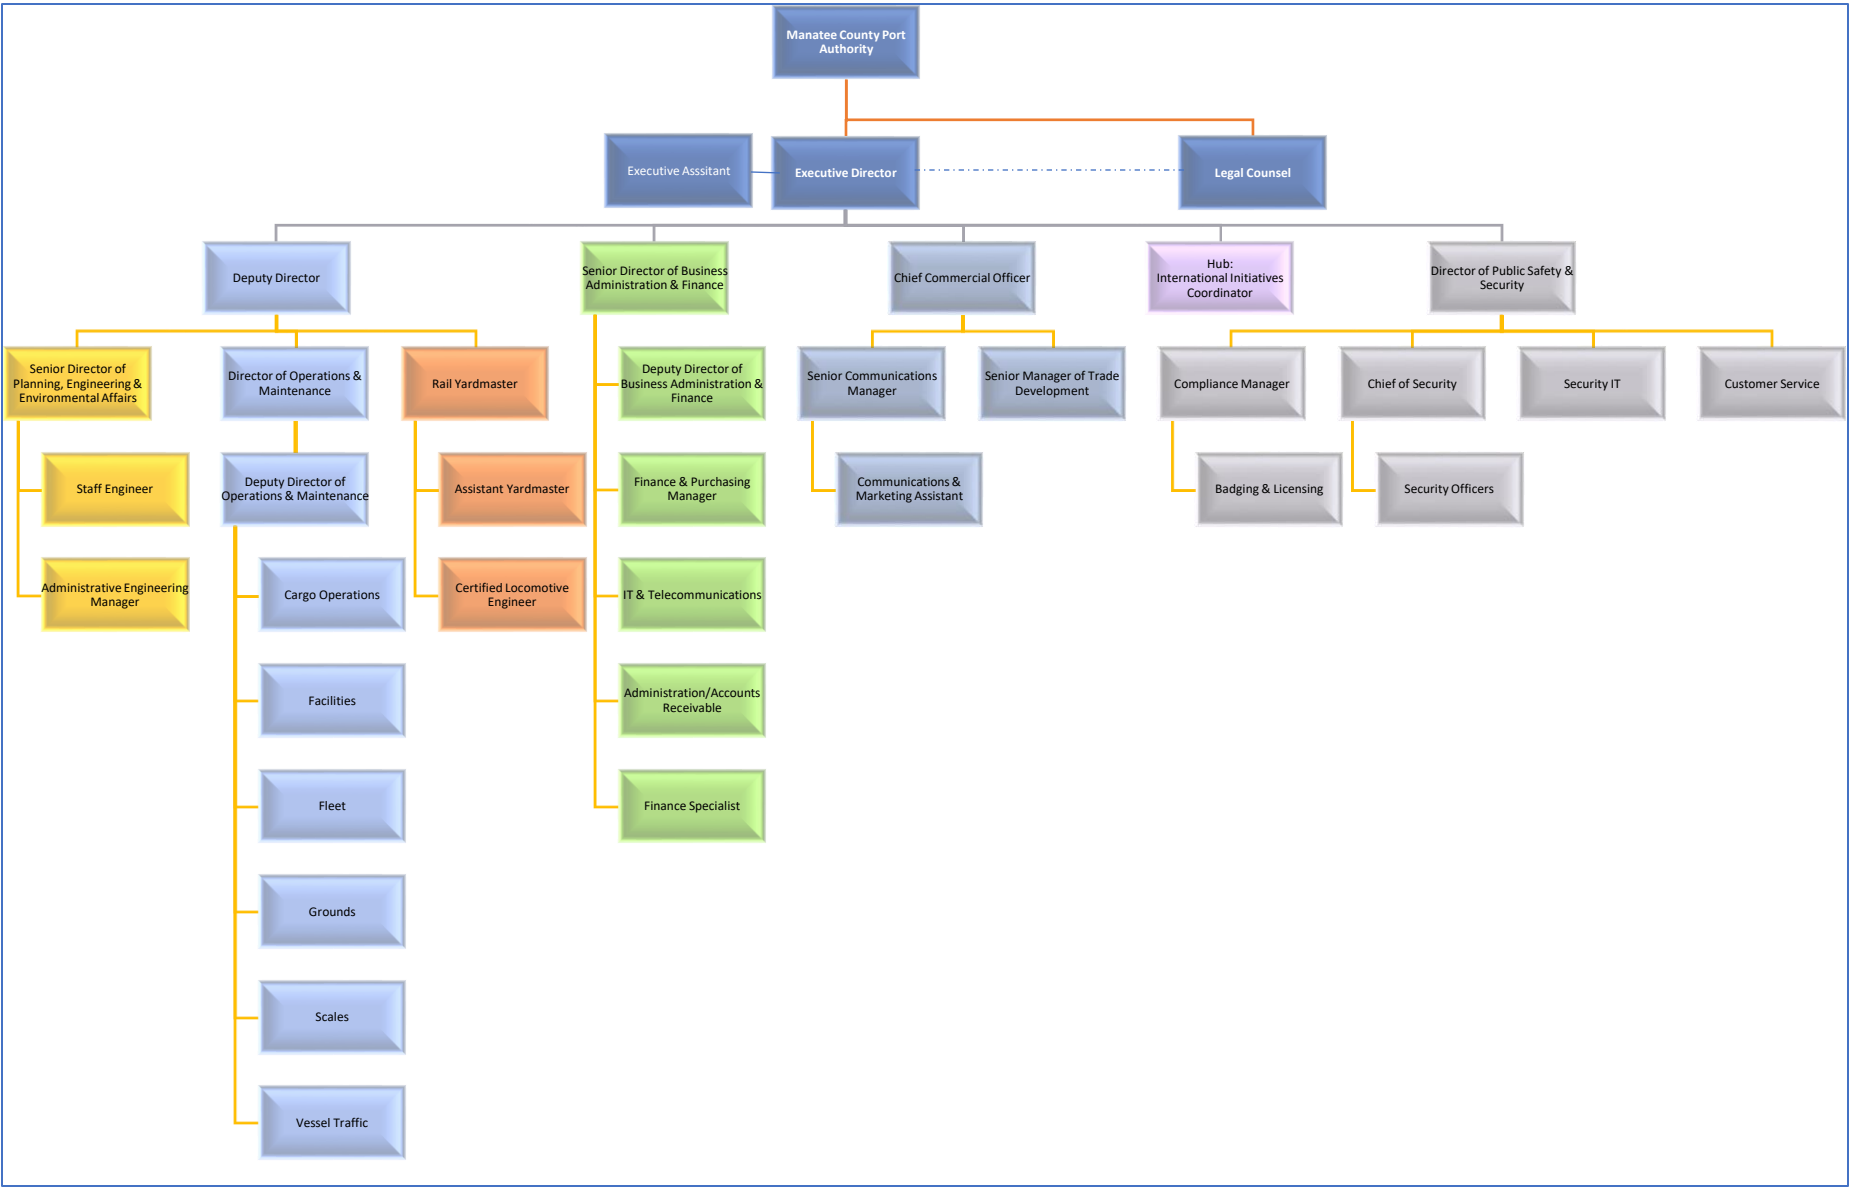 Manatee County Port
Authority
Executive Asssitant
Executive Director
Legal Counsel
Deputy Director
Senior Director of Business
Administration & Finance
Chief Commercial Officer
Hub:
International Initiatives
Coordinator
Director of Public Safety &
Security
Senior Director of
Planning, Engineering &
Environmental Affairs
Director of Operations &
Maintenance
Rail Yardmaster
Deputy Director of
Business Administration &
Finance
Senior Communications
Manager
Senior Manager of Trade
Development
Compliance Manager
Chief of Security
Security IT
Customer Service
Staff Engineer
Deputy Director of
Operations & Maintenance
Assistant Yardmaster
Finance & Purchasing
Manager
Communications &
Marketing Assistant
Badging & Licensing
Security Officers
Administrative Engineering
Manager
Cargo Operations
Certified Locomotive
Engineer
IT & Telecommunications
Facilities
Administration/Accounts
Receivable
Fleet
Finance Specialist
Grounds
Scales
Vessel Traffic